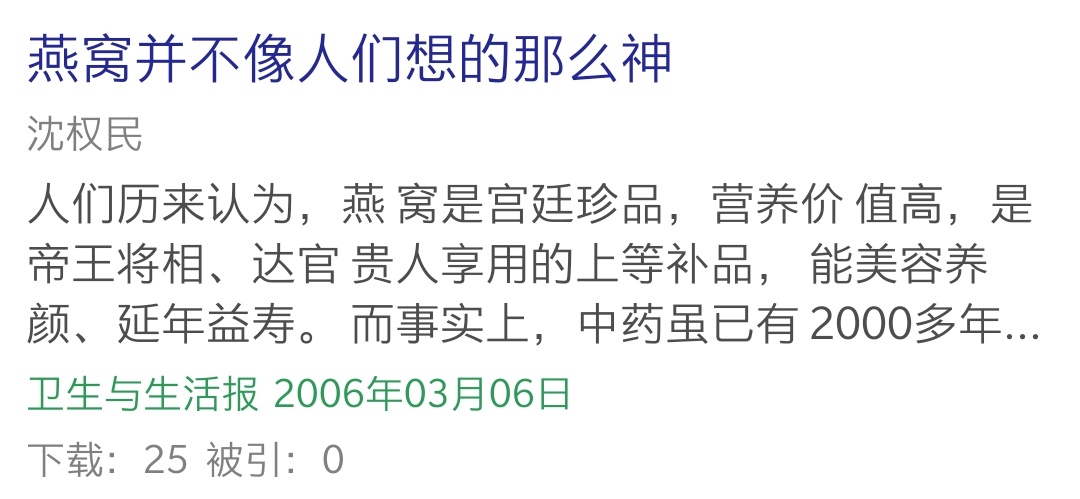 燕窝并不像人们想的那么神
沈权民
人们历来认为，燕 窝是宫廷珍品，营养价 值高，是
帝王将相、达官 贵人享用的上等补品， 能美容养
颜、延年益寿。 而事实上，中药虽已有 2000多年...
卫生与生活报 2006年03月06日
下载：25 被引：0